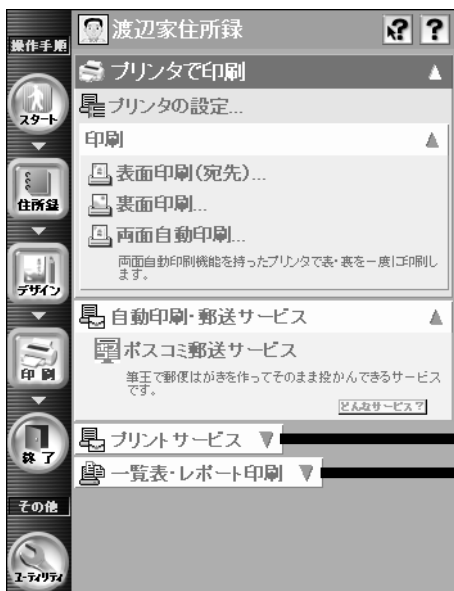 操作手順
渡辺家住所録
?
?
プリンタで印刷
スタート
プリンタの設定...
印刷
表面印刷(宛先)...
住所録
裏面印刷...
両面自動印刷...
両面自動印刷機能を持ったプリンタで表・裏を一度に印刷し
ます。
デザイン
自動印刷・郵送サービス
ポスコミ郵送サービス
印刷
筆王で郵便はがきを作ってそのまま投かんできるサービス
です。
どんなサービス?
プリントサービス
終了
一覧表・レポート印刷
その他
ユーティリティ